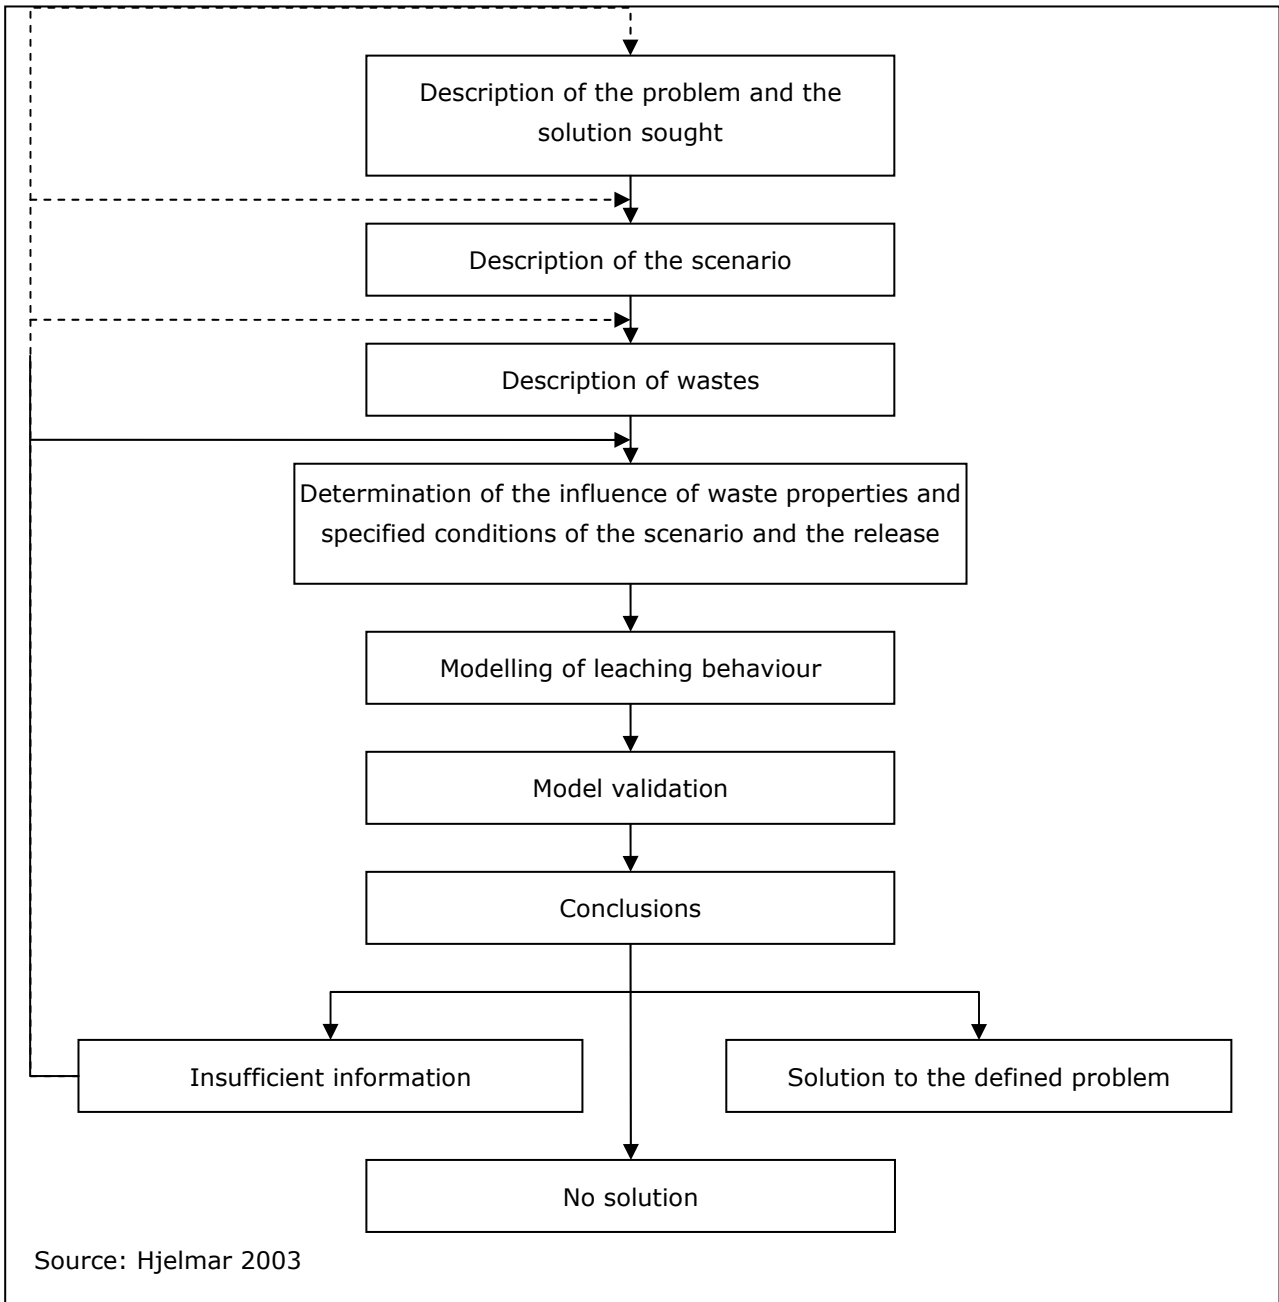 Description of the problem and the
solution sought
Description of the scenario
Description of wastes
Determination of the influence of waste properties and
specified conditions of the scenario and the release
Modelling of leaching behaviour
Model validation
Conclusions
Insufficient information
Solution to the defined problem
No solution
Source: Hjelmar 2003